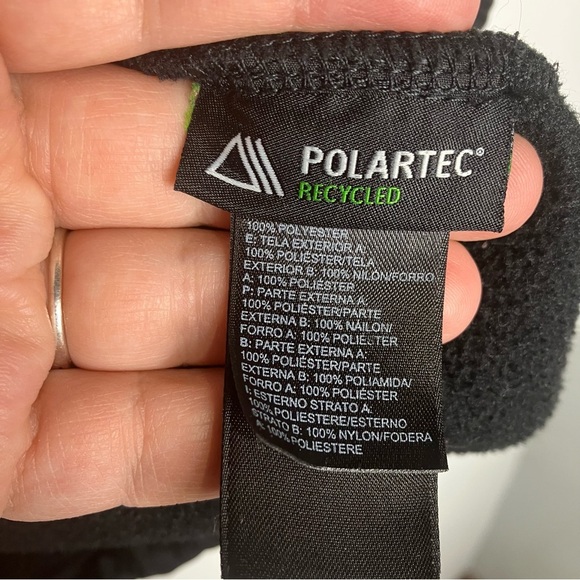 POLARTEC®
RECYCLED
100% POLYESTER
E: TELA EXTERIOR A:
100% POLIÉSTER/TELA
EXTERIOR B: 100% NILÓN/FORRO
A: 100% POLIÉSTER
P: PARTE EXTERNA A:
100% POLIÉSTER/PARTE
EXTERNA B: 100% NÁILON/
FORRO A: 100% POLIÉSTER
B: PARTE EXTERNA A:
100% POLIÉSTER/PARTE
EXTERNA B: 100% POLIAMIDA/
FORRO A: 100% POLIÉSTER
I: ESTERNO STRATO A:
100% POLIESTERE/ESTERNO
STRATO B: 100% NYLON/FODERA
A: 100% POLIESTERE